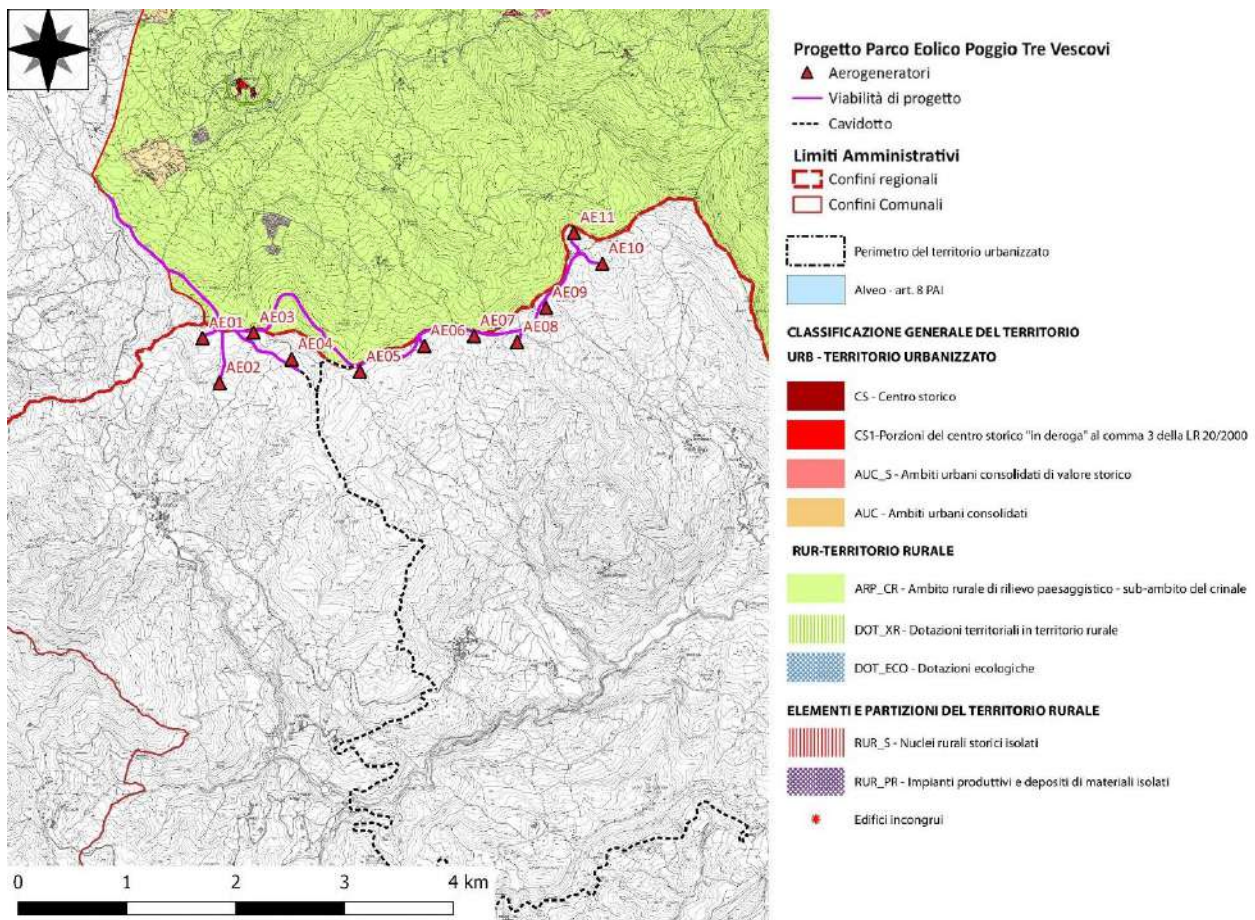 Progetto Parco Eolico Poggio Tre Vescovi
Aerogeneratori
Viabilità di progetto
Cavidotto
Limiti Amministrativi
Confini regionali
Confini Comunali
Perimetro del territorio urbanizzato
Alveo - art. 8 PAI
CLASSIFICAZIONE GENERALE DEL TERRITORIO
URB - TERRITORIO URBANIZZATO
CS - Centro storico
CS1-Porzioni del centro storico "in deroga" al comma 3 della LR 20/2000
AUC_S - Ambiti urbani consolidati di valore storico
AUC - Ambiti urbani consolidati
RUR-TERRITORIO RURALE
ARP_CR - Ambito rurale di rilievo paesaggistico - sub-ambito del crinale
DOT_XR - Dotazioni territoriali in territorio rurale
DOT_ECO - Dotazioni ecologiche
ELEMENTI E PARTIZIONI DEL TERRITORIO RURALE
RUR_S - Nuclei rurali storici isolati
RUR_PR - Impianti produttivi e depositi di materiali isolati
Edifici incongrui
AE11
AE10
AE09
AE08
AE07
AE06
AE05
AE04
AE03
AE01
AE02
0 1 2 3 4 km